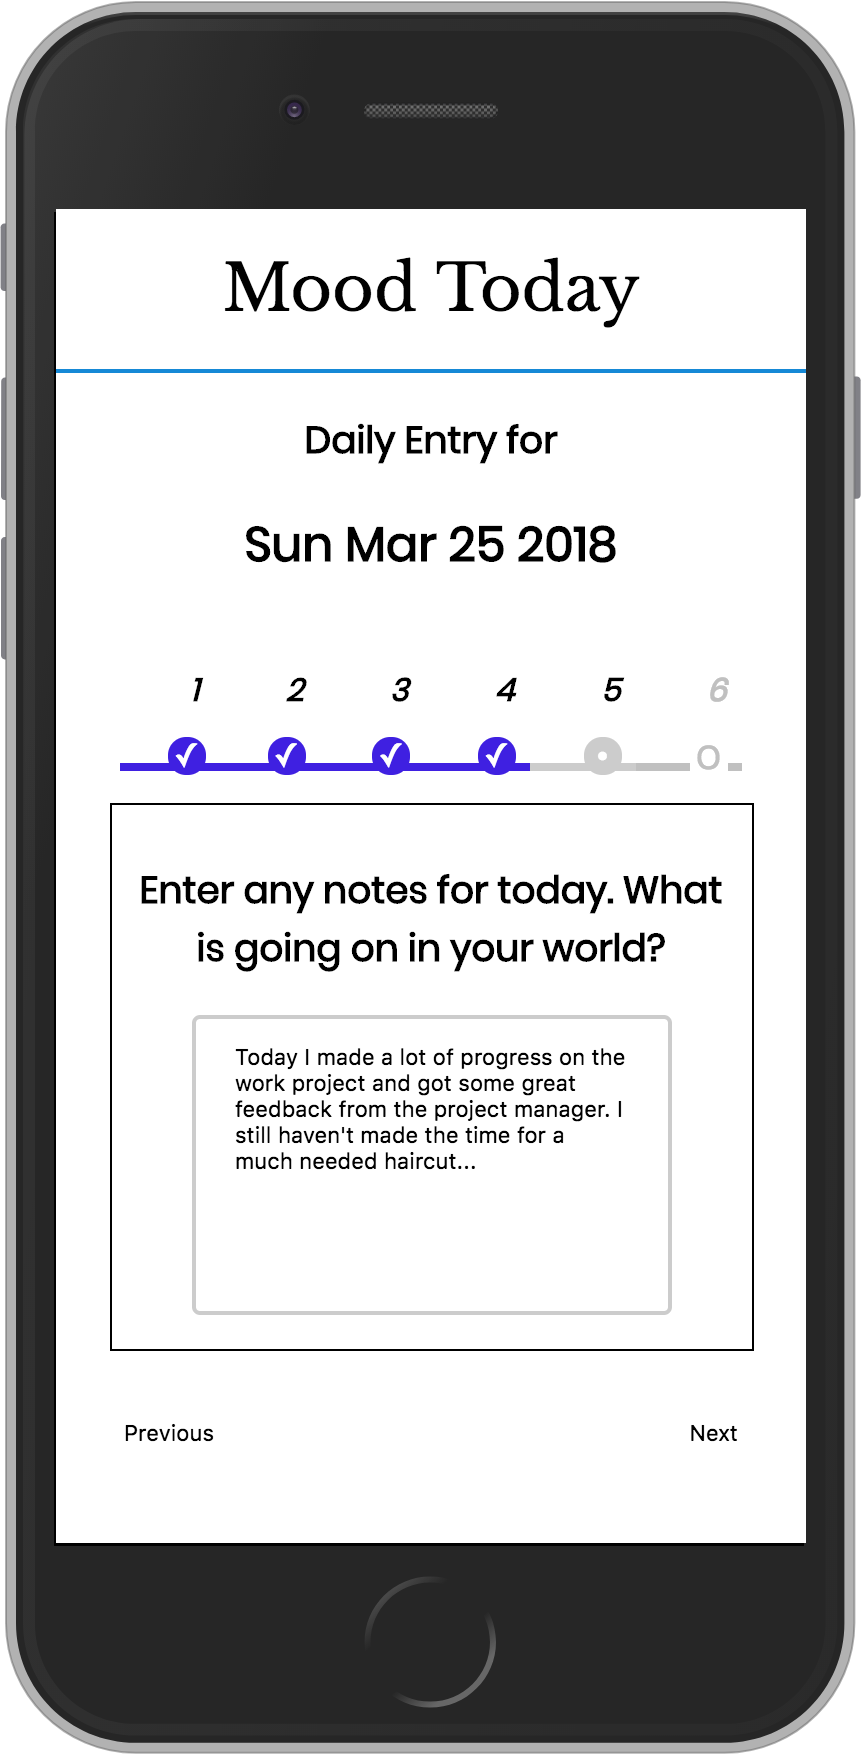 Mood Today
Daily Entry for
Sun Mar 25 2018
1 2 3 4 5 6
Enter any notes for today. What
is going on in your world?
Today I made a lot of progress on the
work project and got some great
feedback from the project manager. I
still haven't made the time for a
much needed haircut...
Previous Next